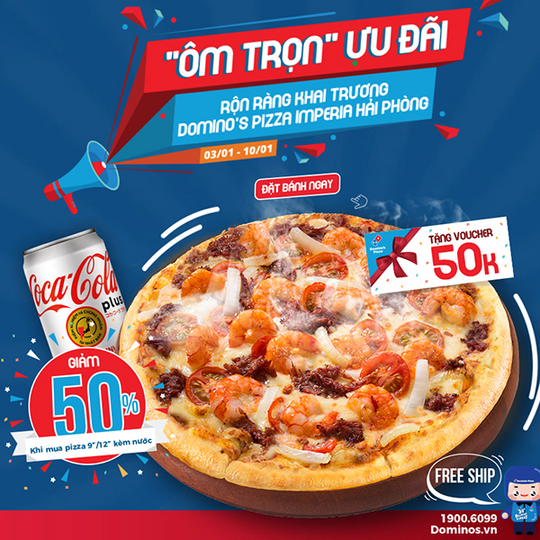 "ÔM TRỌN" ƯU ĐÃI
RỘN RÀNG KHAI TRƯƠNG
DOMINO'S PIZZA IMPERIA HẢI PHÒNG
03/01 - 10/01
ĐẶT BÁNH NGAY
TẶNG VOUCHER
50K
Domino's
Pizza
Coca-Cola
plus
GIẢM
50%
Khi mua pizza 9"/12" kèm nước
FREE SHIP
1900.6099
Dominos.vn